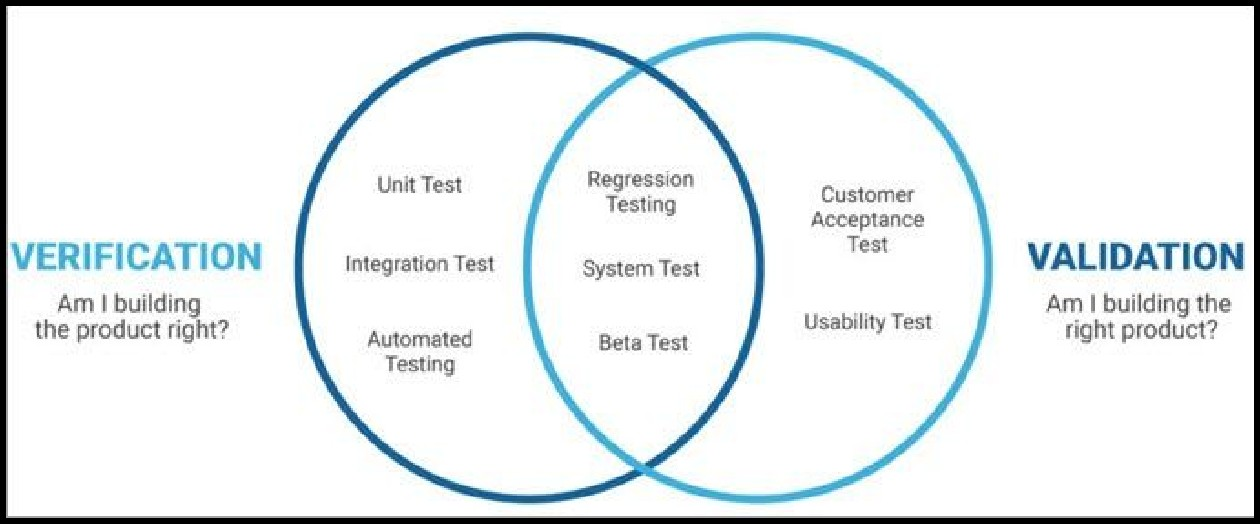 VERIFICATION
Am I building
the product right?
Unit Test
Integration Test
Automated
Testing
Regression
Testing
System Test
Beta Test
Customer
Acceptance
Test
Usability Test
VALIDATION
Am I building the
right product?